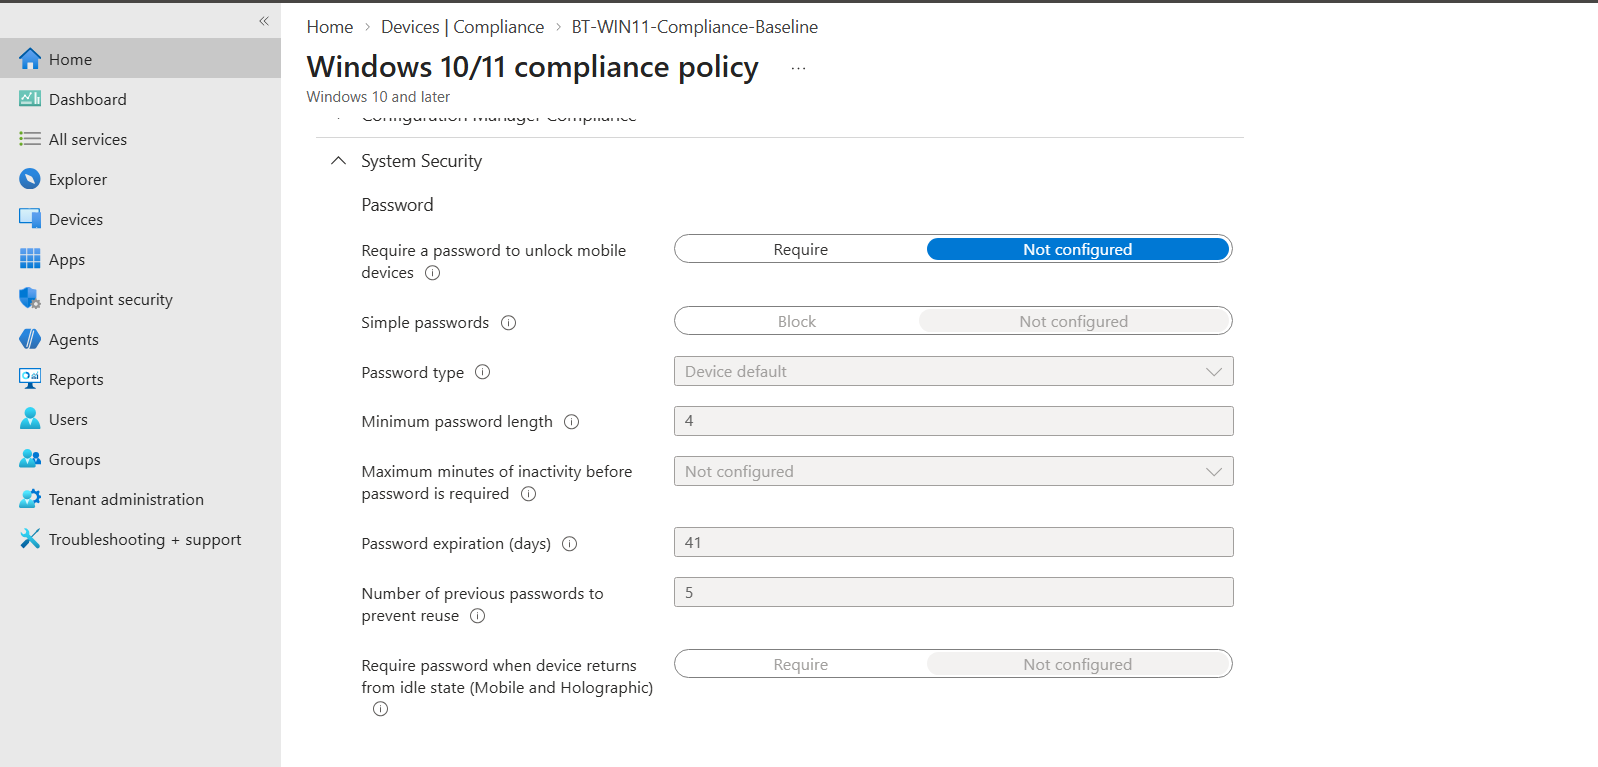 «
Home
Dashboard
All services
Explorer
Devices
Apps
Endpoint security
Agents
Reports
Users
Groups
Tenant administration
Troubleshooting + support
Home > Devices | Compliance > BT-WIN11-Compliance-Baseline
Windows 10/11 compliance policy ...
Windows 10 and later
Configuration Manager Compliance
System Security
Password
Require a password to unlock mobile
devices
Require Not configured
Simple passwords
Block Not configured
Password type
Device default
Minimum password length
4
Maximum minutes of inactivity before
password is required
Not configured
Password expiration (days)
41
Number of previous passwords to
prevent reuse
5
Require password when device returns
from idle state (Mobile and Holographic)
Require Not configured